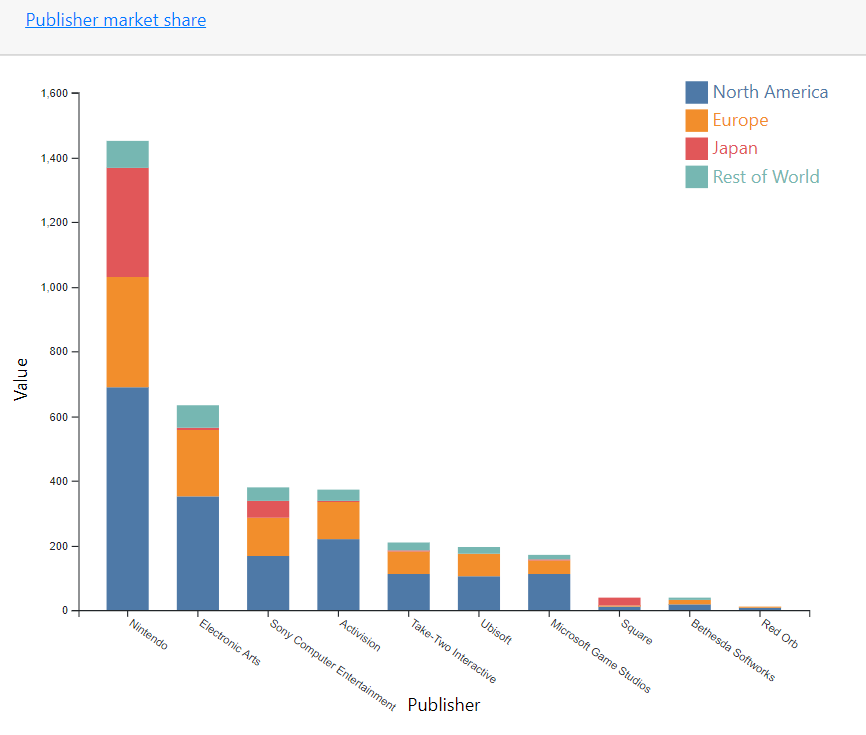 Publisher market share
North America
Europe
Japan
Rest of World
1,600
1,400
1,200
1,000
800
600
400
200
0
Value
Nintendo
Electronic Arts
Sony Computer Entertainment
Activision
Take-Two Interactive
Ubisoft
Microsoft Game Studios
Square
Bethesda Softworks
Red Orb
Publisher